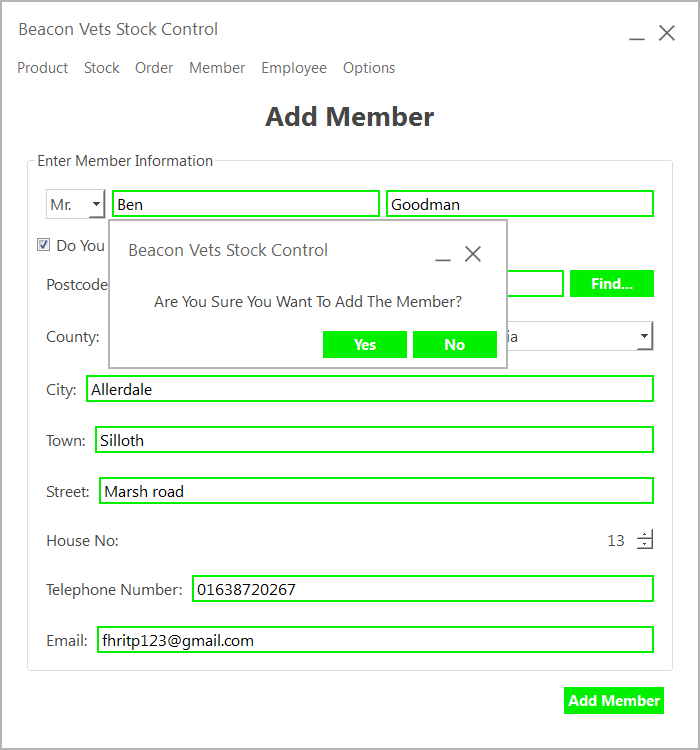 Beacon Vets Stock Control
Product Stock Order Member Employee Options
Add Member
Enter Member Information
Mr. Ben Goodman
Do You
Beacon Vets Stock Control
Postcode Find...
Are You Sure You Want To Add The Member?
County:
Yes No
City: Allerdale
Town: Silloth
Street: Marsh road
House No: 13
Telephone Number: 01638720267
Email: fhritp123@gmail.com
Add Member